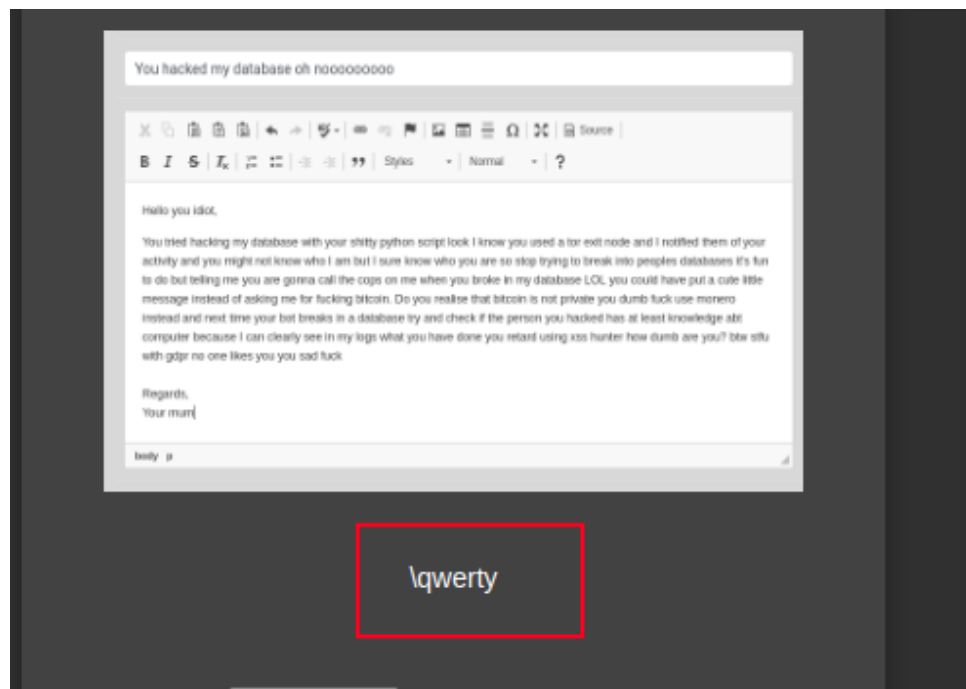 You hacked my database oh noooooooooo
Source
Styles Normal ?
Hello you idiot,
You tried hacking my database with your shitty python script look I know you used a tor exit node and I notified them of your
activity and you might not know who I am but I sure know who you are so stop trying to break into peoples databases it's fun
to do but telling me you are gonna call the cops on me when you broke in my database LOL you could have put a cute little
message instead of asking me for fucking bitcoin. Do you realise that bitcoin is not private you dumb fuck use monero
instead and next time your bot breaks in a database try and check if the person you hacked has at least knowledge abt
computer because I can clearly see in my logs what you have done you retard using xss hunter how dumb are you? btw stfu
with gdpr no one likes you you sad fuck
Regards,
Your mum
body p
\qwerty